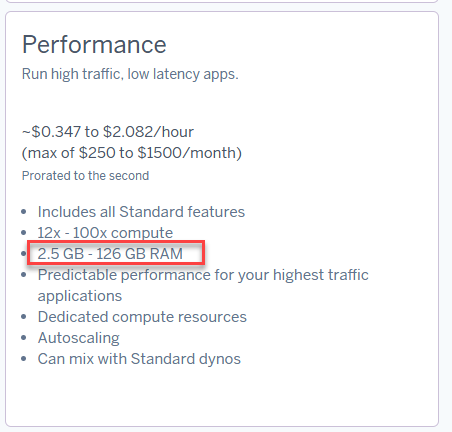 Performance
Run high traffic, low latency apps.
~$0.347 to $2.082/hour
(max of $250 to $1500/month)
Prorated to the second
• Includes all Standard features
• 12x - 100x compute
• 2.5 GB - 126 GB RAM
• Predictable performance for your highest traffic
applications
• Dedicated compute resources
• Autoscaling
• Can mix with Standard dynos